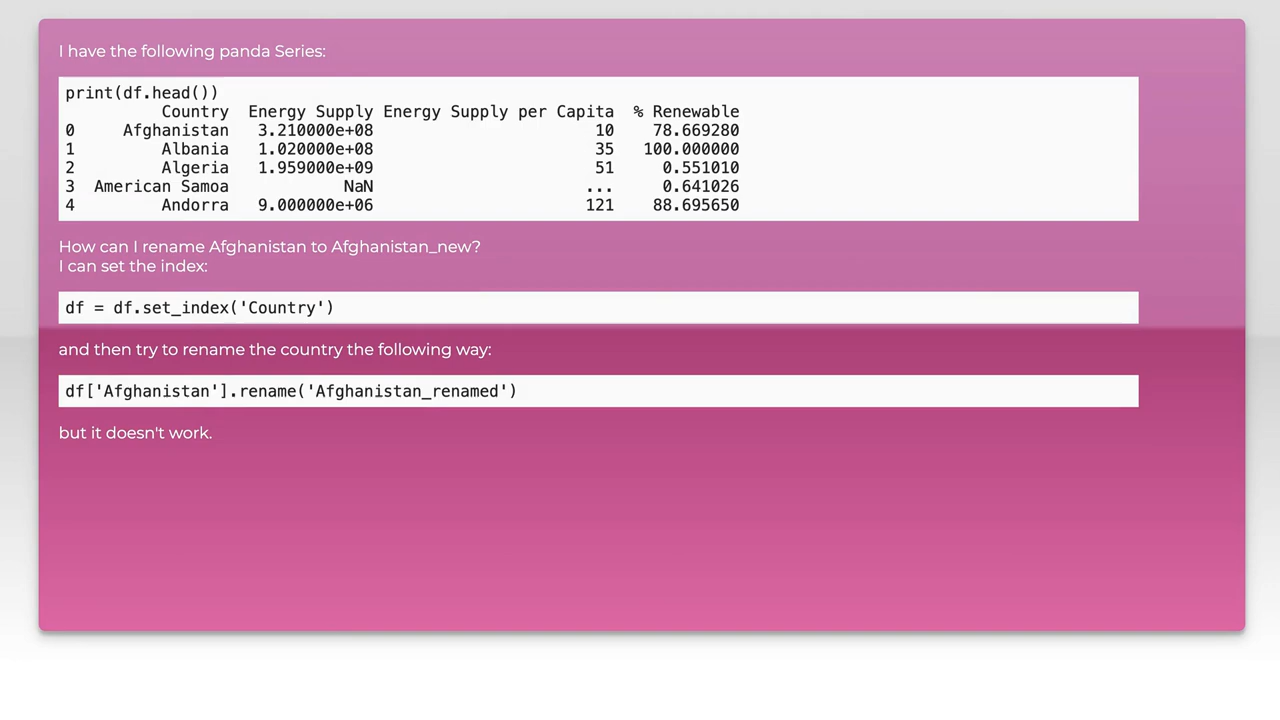 I have the following panda Series:
print(df.head())
          Country  Energy Supply Energy Supply per Capita  % Renewable
0     Afghanistan   3.210000e+08                       10    78.669280
1         Albania   1.020000e+08                       35   100.000000
2         Algeria   1.959000e+09                       51     0.551010
3  American Samoa            NaN                      ...     0.641026
4         Andorra   9.000000e+06                      121    88.695650
How can I rename Afghanistan to Afghanistan_new?
I can set the index:
df = df.set_index('Country')
and then try to rename the country the following way:
df['Afghanistan'].rename('Afghanistan_renamed')
but it doesn't work.